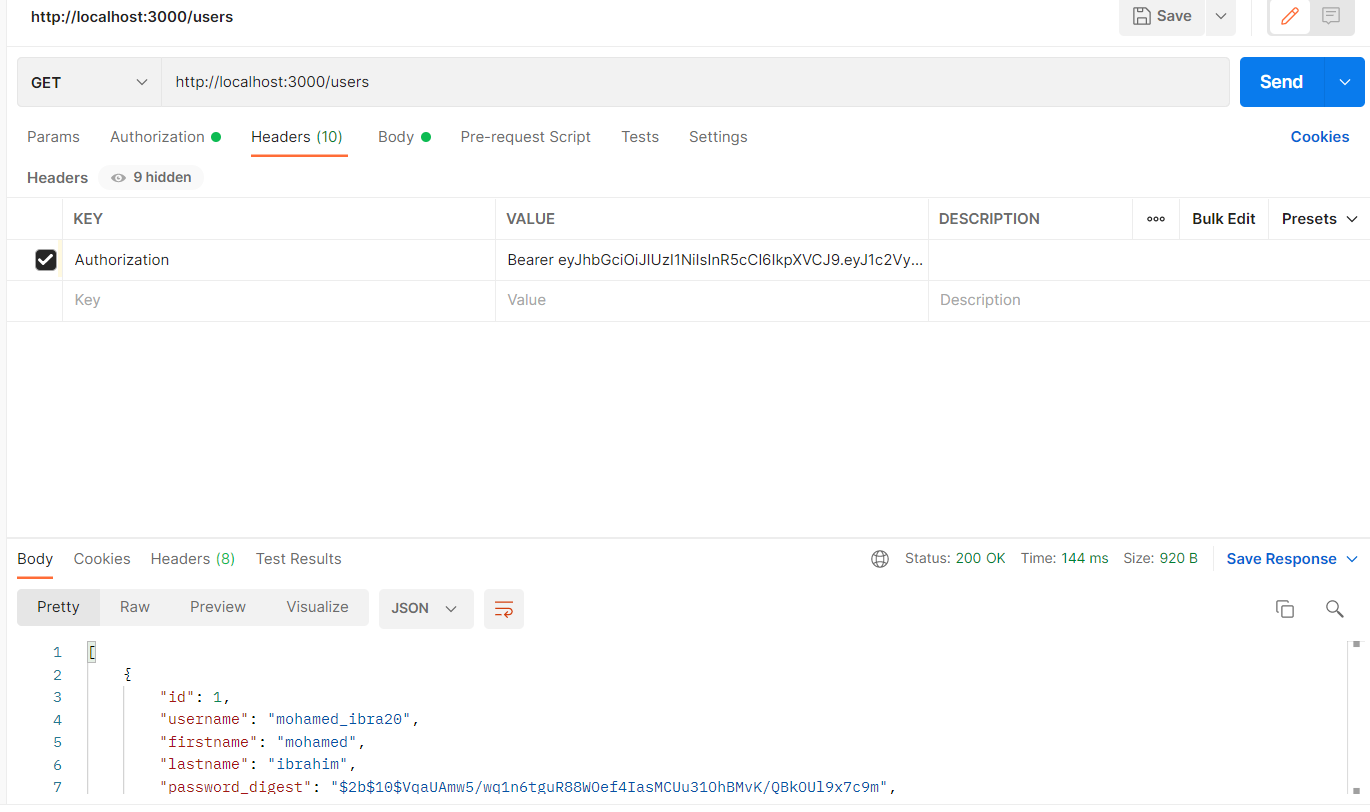 http://localhost:3000/users
Save
GET
http://localhost:3000/users
Send
Params Authorization Headers (10) Body Pre-request Script Tests Settings Cookies
Headers 9 hidden
KEY VALUE DESCRIPTION Bulk Edit Presets
Authorization Bearer eyJhbGciOiJIUzI1NiIsInR5cCI6IkpXVCJ9.eyJ1c2Vy...
Key Value Description
Body Cookies Headers (8) Test Results Status: 200 OK Time: 144 ms Size: 920 B Save Response
Pretty Raw Preview Visualize JSON
1 [
2 {
3 "id": 1,
4 "username": "mohamed_ibra20",
5 "firstname": "mohamed",
6 "lastname": "ibrahim",
7 "password_digest": "$2b$10$VqaUAmw5/wq1n6tguR88WOef4IasMCUu31OhBMvK/QBkOUl9x7c9m",